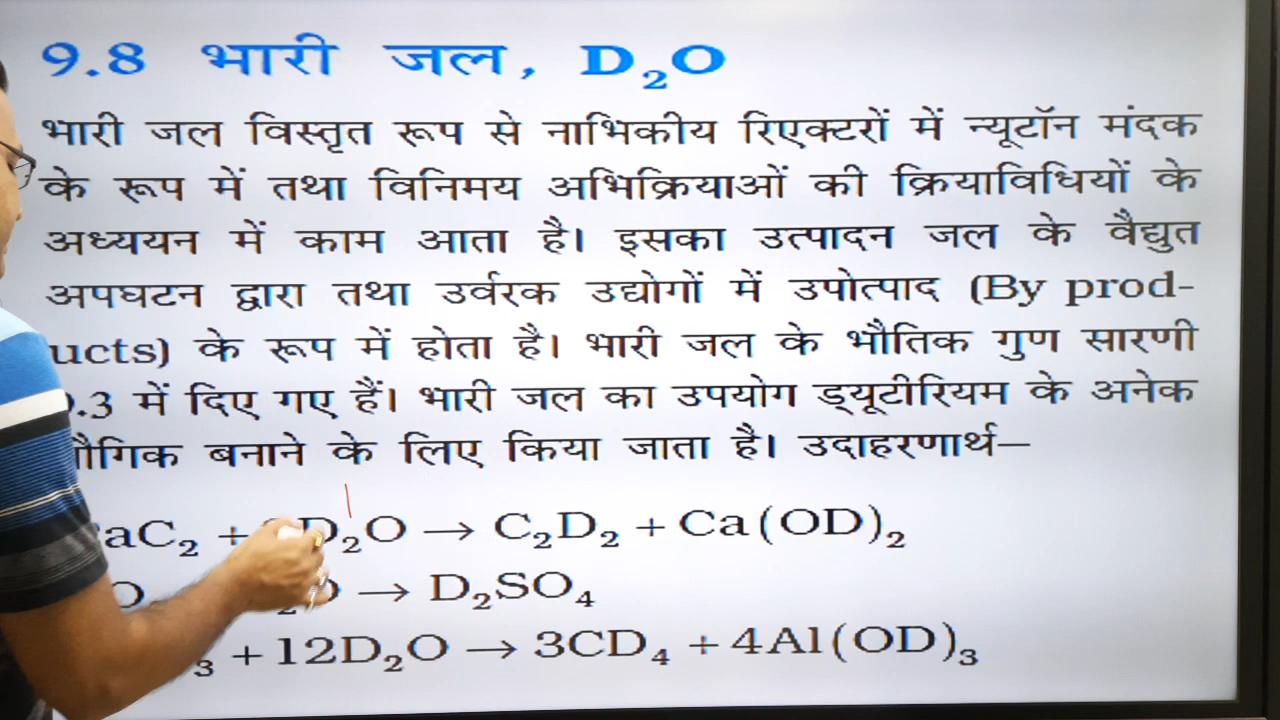 9.8 भारी जल, D₂O
भारी जल विस्तृत रूप से नाभिकीय रिएक्टरों में न्यूटॉन मंदक
के रूप में तथा विनिमय अभिक्रियाओं की क्रियाविधियों के
अध्ययन में काम आता है। इसका उत्पादन जल के वैद्युत
अपघटन द्वारा तथा उर्वरक उद्योगों में उपोत्पाद (By prod-
ucts) के रूप में होता है। भारी जल के भौतिक गुण सारणी
.3 में दिए गए हैं। भारी जल का उपयोग ड्यूटीरियम के अनेक
बनाने के लिए किया जाता है। उदाहरणार्थ—
aC₂ + D₂O → C₂D₂ + Ca(OD)₂
→ D₂SO₄
₃ + 12D₂O → 3CD₄ + 4Al(OD)₃